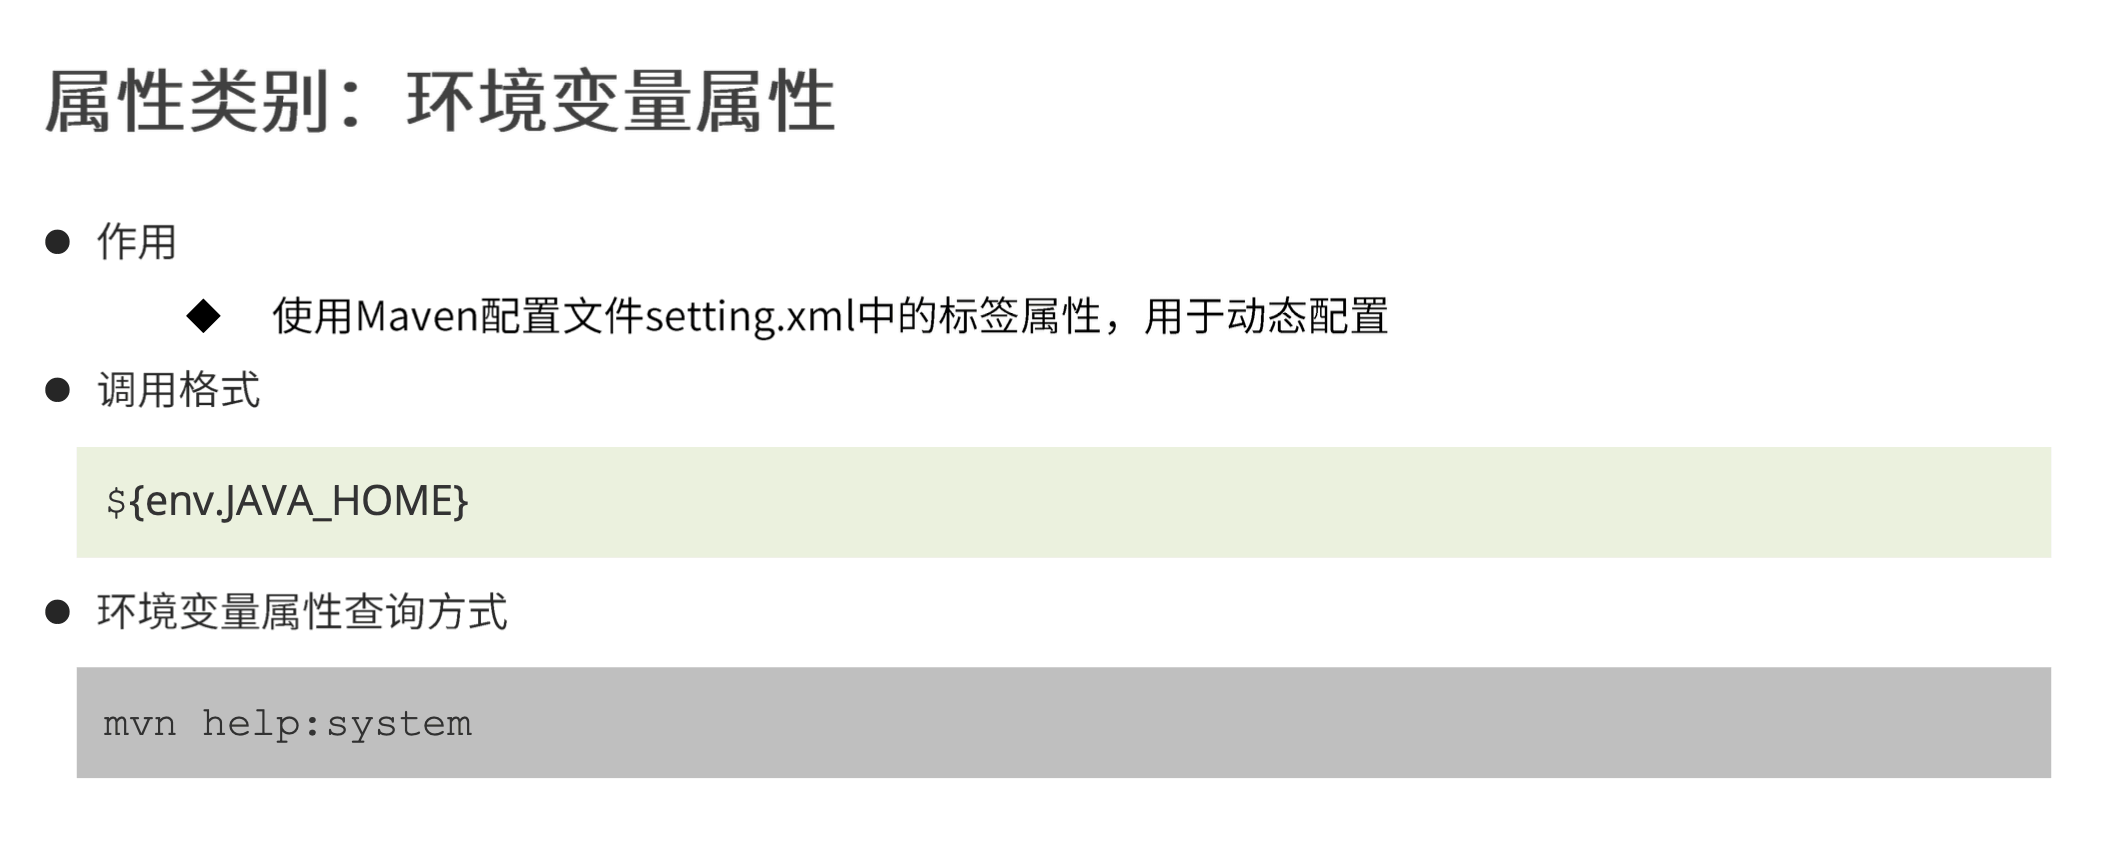 属性类别：环境变量属性
● 作用
◆ 使用Maven配置文件setting.xml中的标签属性，用于动态配置
● 调用格式
${env.JAVA_HOME}
● 环境变量属性查询方式
mvn help:system